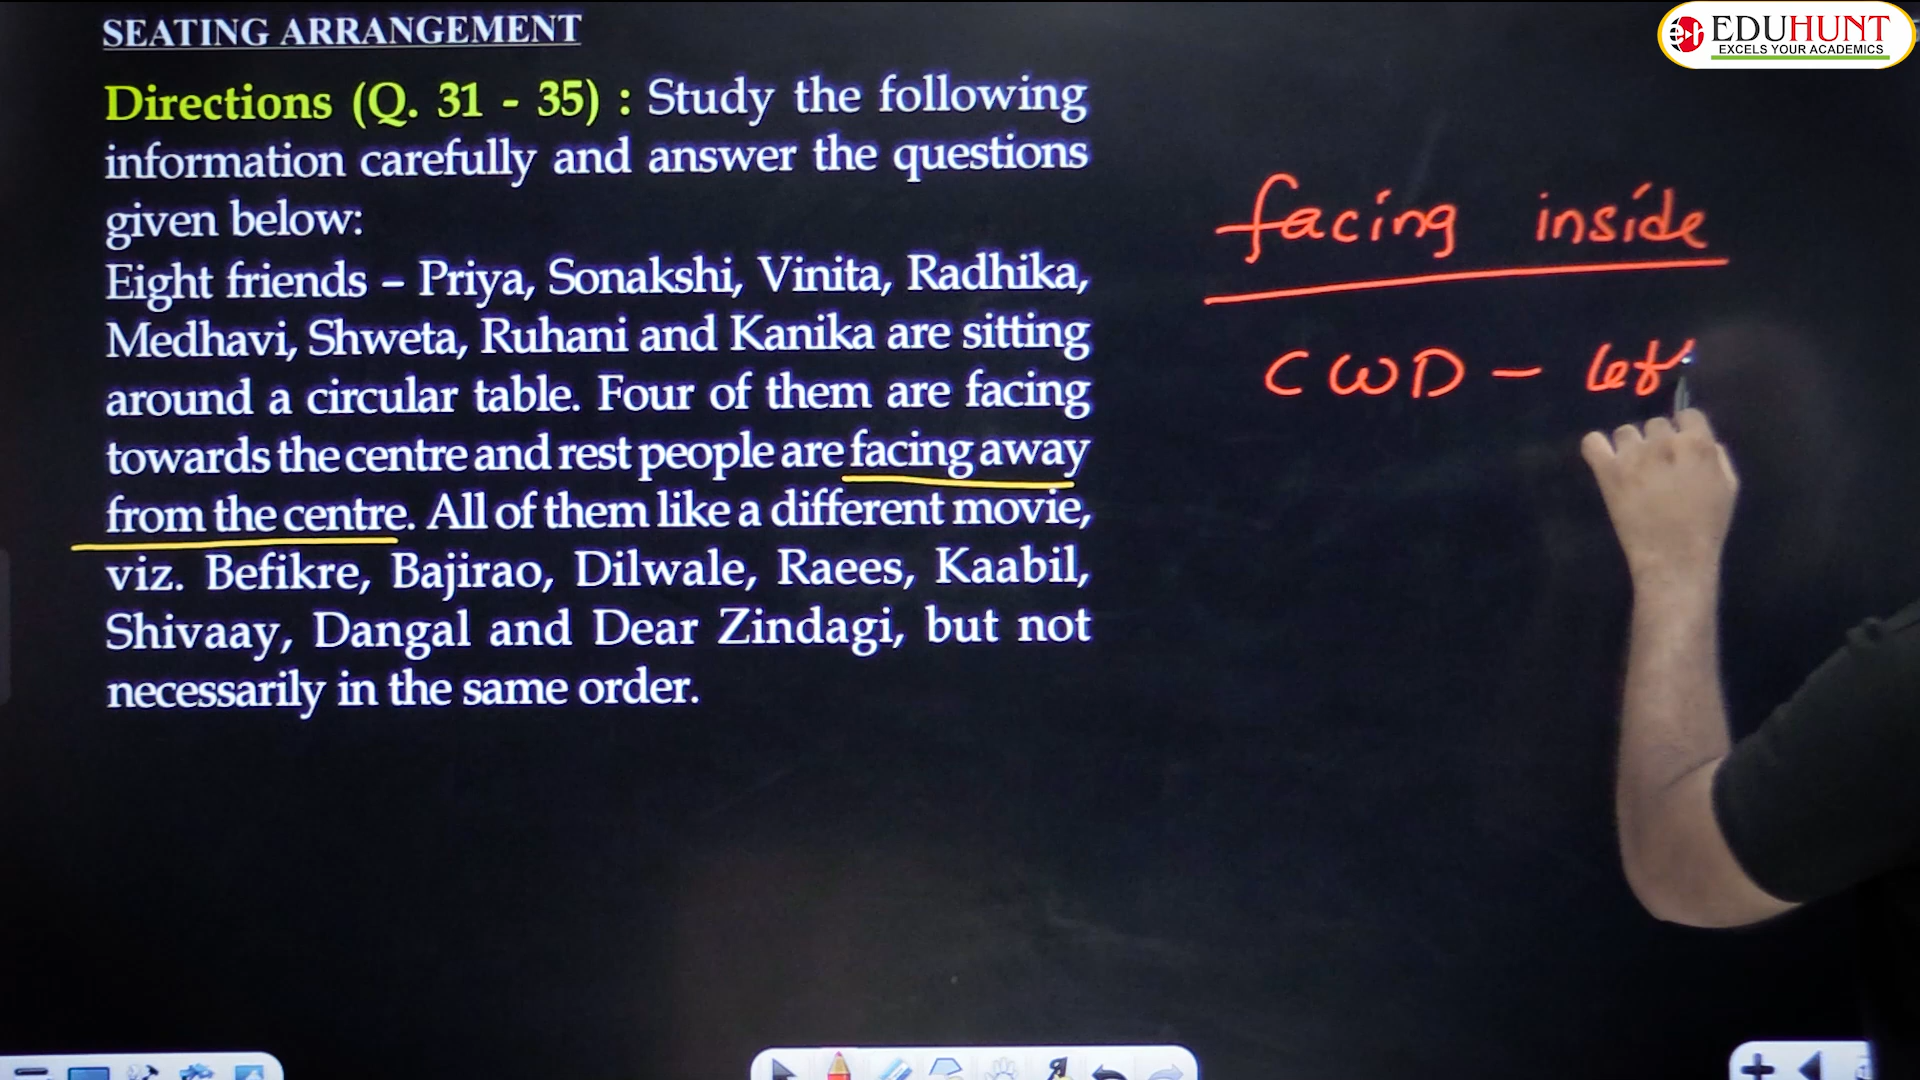 SEATING ARRANGEMENT
EDUHUNT
EXCELS YOUR ACADEMICS
Directions (Q. 31 - 35) : Study the following
information carefully and answer the questions
given below:
Eight friends – Priya, Sonakshi, Vinita, Radhika,
Medhavi, Shweta, Ruhani and Kanika are sitting
around a circular table. Four of them are facing
towards the centre and rest people are facing away
from the centre. All of them like a different movie,
viz. Befikre, Bajirao, Dilwale, Raees, Kaabil,
Shivaay, Dangal and Dear Zindagi, but not
necessarily in the same order.
facing inside
CWD - left